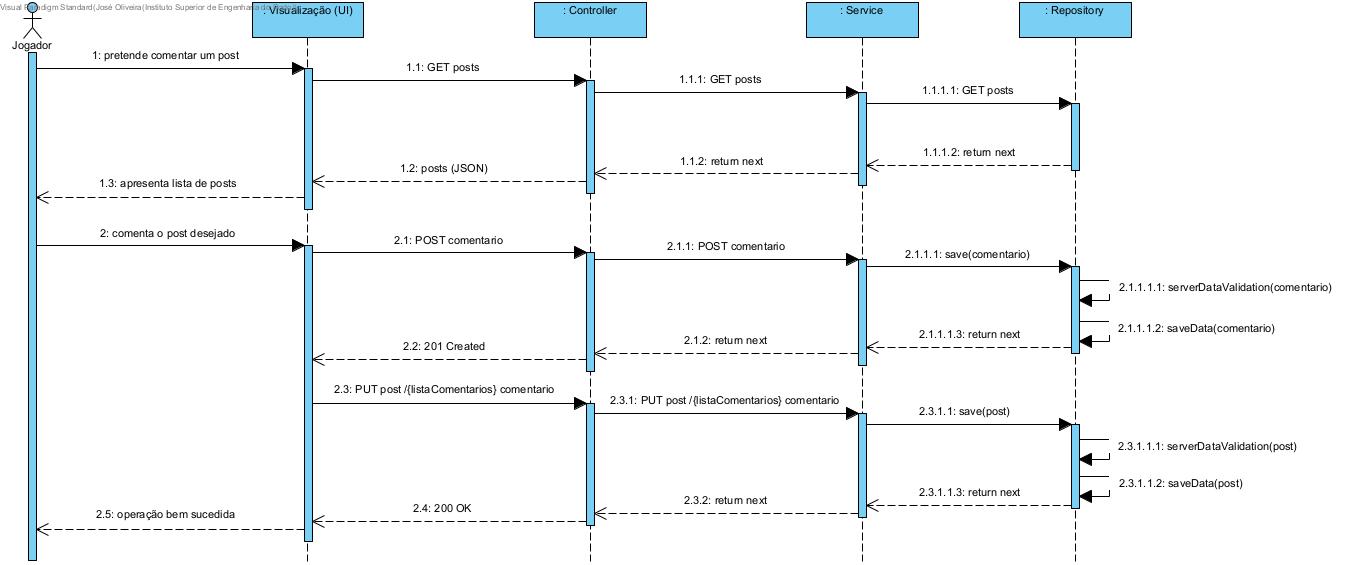 Visual Paradigm Standard(José Oliveira(Instituto Superior de Engenharia do
: Visualização (UI)
: Controller
: Service
: Repository
Jogador
1: pretende comentar um post
1.1: GET posts
1.1.1: GET posts
1.1.1.1: GET posts
1.1.1.2: return next
1.1.2: return next
1.2: posts (JSON)
1.3: apresenta lista de posts
2: comenta o post desejado
2.1: POST comentario
2.1.1: POST comentario
2.1.1.1: save(comentario)
2.1.1.1.1: serverDataValidation(comentario)
2.1.1.1.2: saveData(comentario)
2.1.1.1.3: return next
2.1.2: return next
2.2: 201 Created
2.3: PUT post /{listaComentarios} comentario
2.3.1: PUT post /{listaComentarios} comentario
2.3.1.1: save(post)
2.3.1.1.1: serverDataValidation(post)
2.3.1.1.2: saveData(post)
2.3.1.1.3: return next
2.3.2: return next
2.4: 200 OK
2.5: operação bem sucedida